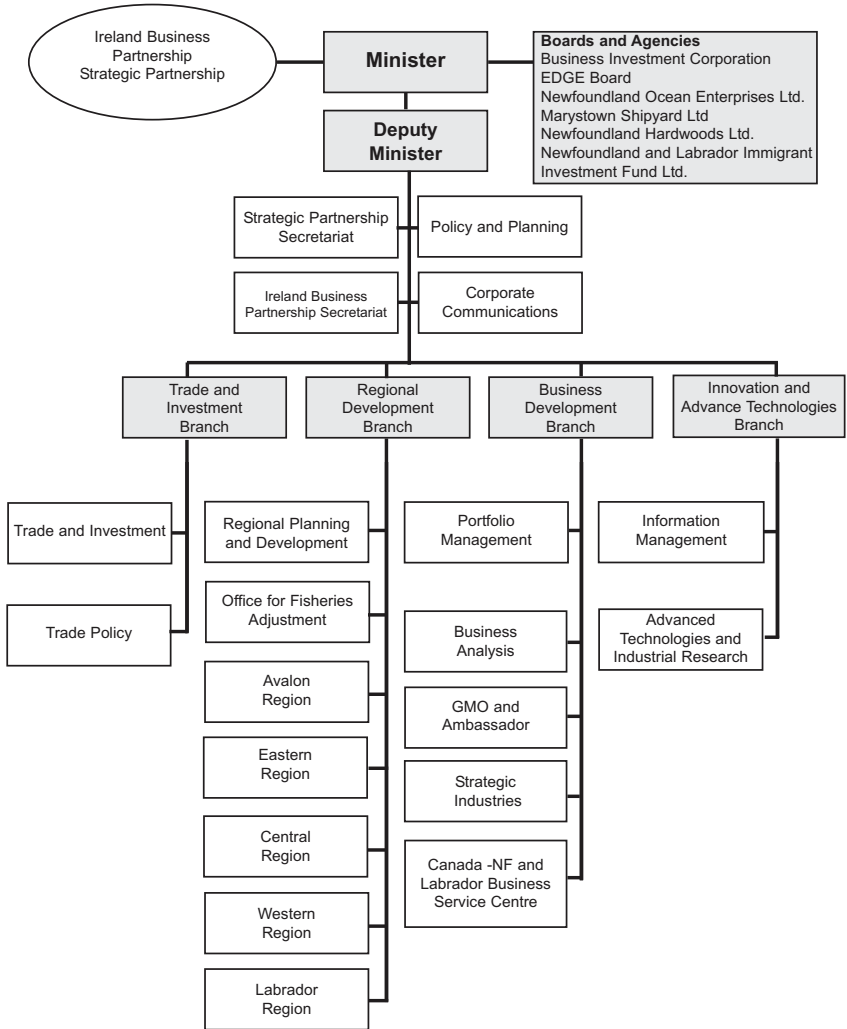 Ireland Business
Partnership
Strategic Partnership
Minister
Boards and Agencies
Business Investment Corporation
EDGE Board
Newfoundland Ocean Enterprises Ltd.
Marystown Shipyard Ltd
Newfoundland Hardwoods Ltd.
Newfoundland and Labrador Immigrant
Investment Fund Ltd.
Deputy
Minister
Strategic Partnership
Secretariat
Policy and Planning
Ireland Business
Partnership Secretariat
Corporate
Communications
Trade and
Investment
Branch
Regional
Development
Branch
Business
Development
Branch
Innovation and
Advance Technologies
Branch
Trade and Investment
Trade Policy
Regional Planning
and Development
Office for Fisheries
Adjustment
Avalon
Region
Eastern
Region
Central
Region
Western
Region
Labrador
Region
Portfolio
Management
Business
Analysis
GMO and
Ambassador
Strategic
Industries
Canada -NF and
Labrador Business
Service Centre
Information
Management
Advanced
Technologies and
Industrial Research